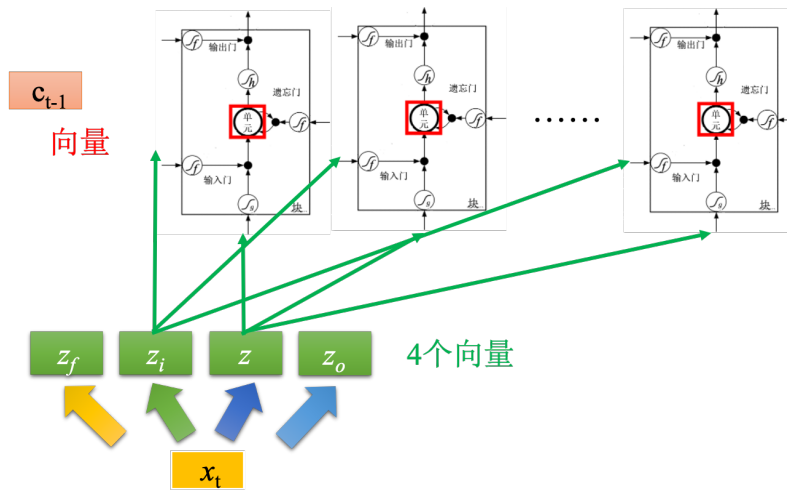 f 输出门
h
遗忘门
单元
f
f
输入门
g
块
f 输出门
h
遗忘门
单元
f
f
输入门
g
块
......
f 输出门
h
遗忘门
单元
f
f
输入门
g
块
c_{t-1}
向量
z_f z_i z z_o 4个向量
x_t